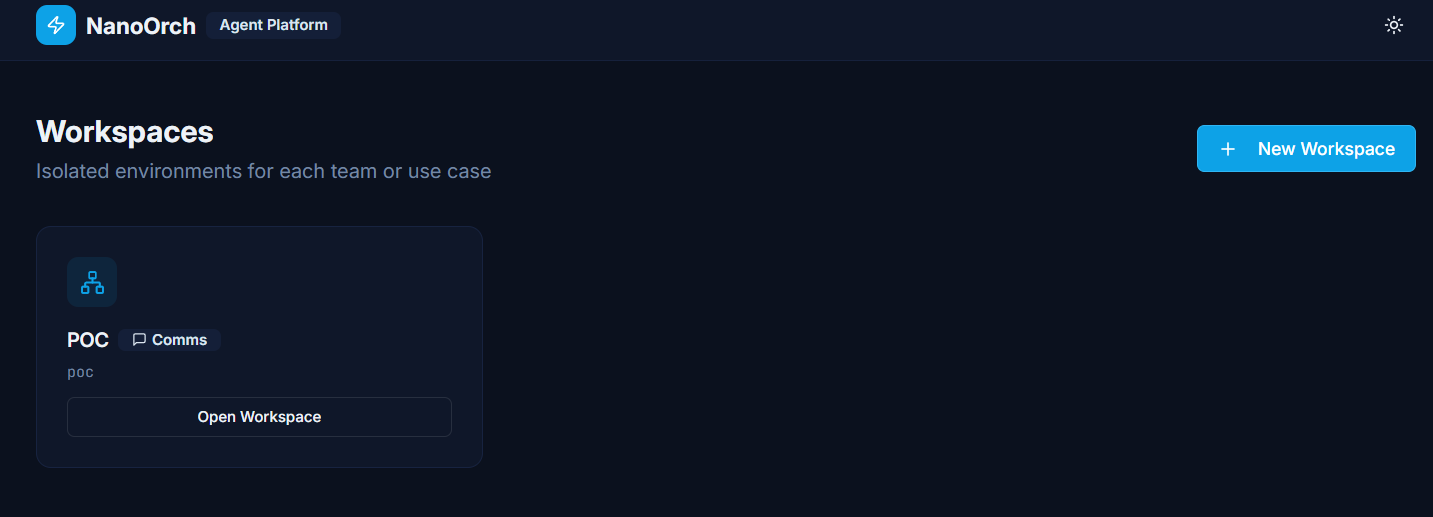 NanoOrch Agent Platform
Workspaces
Isolated environments for each team or use case
New Workspace
POC Comms
poc
Open Workspace